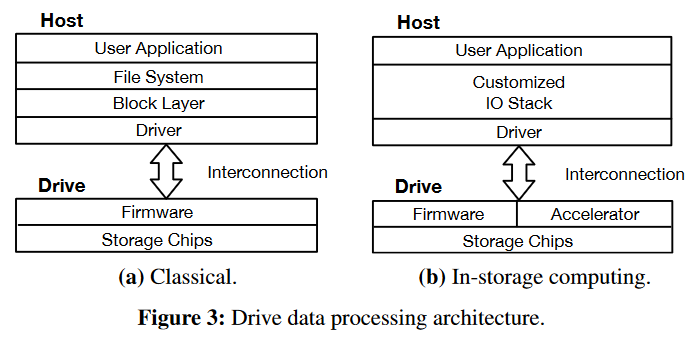 Host
User Application
File System
Block Layer
Driver
Interconnection
Drive
Firmware
Storage Chips
(a) Classical.
Host
User Application
Customized
IO Stack
Driver
Interconnection
Drive
Firmware Accelerator
Storage Chips
(b) In-storage computing.
Figure 3: Drive data processing architecture.